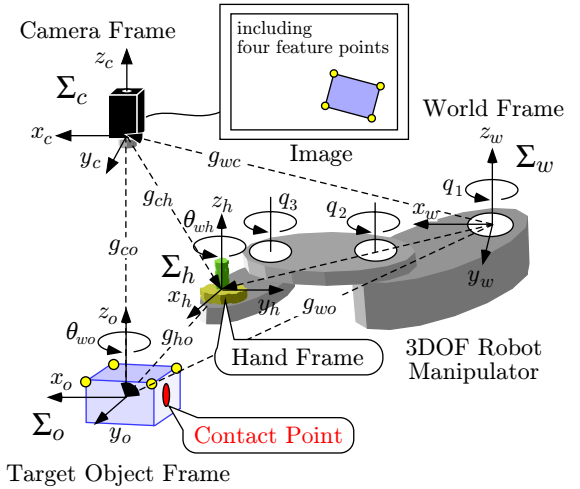 Camera Frame
z_c
Σ_c
x_c
y_c
including
four feature points
Image
World Frame
z_w
Σ_w
q_1
x_w
y_w
g_wc
g_ch
g_co
θ_wh
z_h
q_3
q_2
Σ_h
x_h
y_h
g_ho
g_wo
Hand Frame
3DOF Robot
Manipulator
z_o
θ_wo
x_o
y_o
Σ_o
Contact Point
Target Object Frame